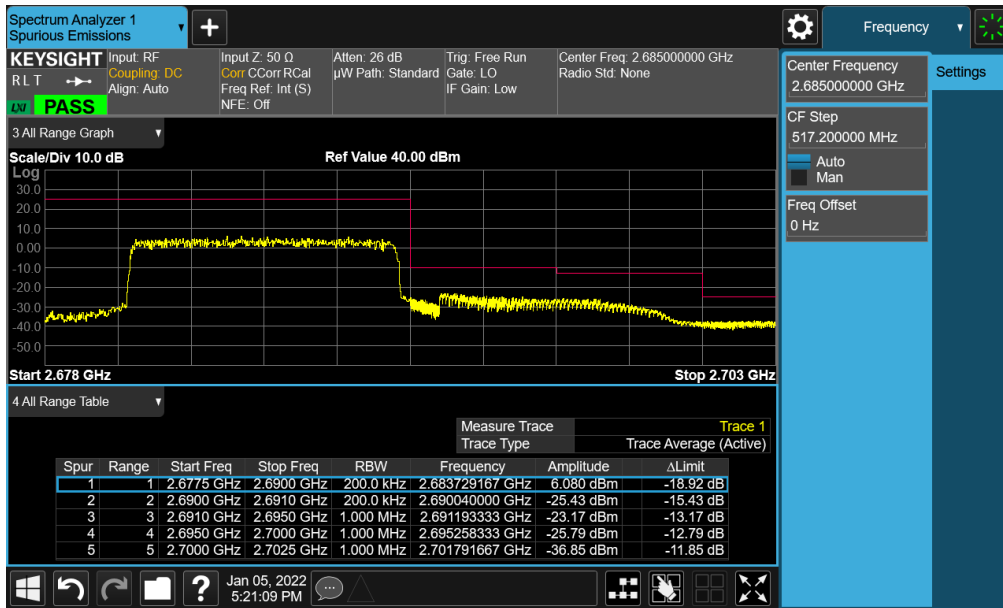 Spectrum Analyzer 1
Spurious Emissions
Frequency
KEYSIGHT
R L T
LXI PASS
Input: RF
Coupling: DC
Align: Auto
Input Z: 50 Ω
Corr CCorr RCal
Freq Ref: Int (S)
NFE: Off
Atten: 26 dB
µW Path: Standard
Trig: Free Run
Gate: LO
IF Gain: Low
Center Freq: 2.685000000 GHz
Radio Std: None
Center Frequency
2.685000000 GHz
Settings
CF Step
517.200000 MHz
Auto
Man
Freq Offset
0 Hz
3 All Range Graph
Scale/Div 10.0 dB
Ref Value 40.00 dBm
Log
30.0
20.0
10.0
0.00
-10.0
-20.0
-30.0
-40.0
-50.0
Start 2.678 GHz
Stop 2.703 GHz
4 All Range Table
Measure Trace Trace 1
Trace Type Trace Average (Active)
Spur Range Start Freq Stop Freq RBW Frequency Amplitude ΔLimit
1 1 2.6775 GHz 2.6900 GHz 200.0 kHz 2.683729167 GHz 6.080 dBm -18.92 dB
2 2 2.6900 GHz 2.6910 GHz 200.0 kHz 2.690040000 GHz -25.43 dBm -15.43 dB
3 3 2.6910 GHz 2.6950 GHz 1.000 MHz 2.691193333 GHz -23.17 dBm -13.17 dB
4 4 2.6950 GHz 2.7000 GHz 1.000 MHz 2.695258333 GHz -25.79 dBm -12.79 dB
5 5 2.7000 GHz 2.7025 GHz 1.000 MHz 2.701791667 GHz -36.85 dBm -11.85 dB
?
Jan 05, 2022
5:21:09 PM